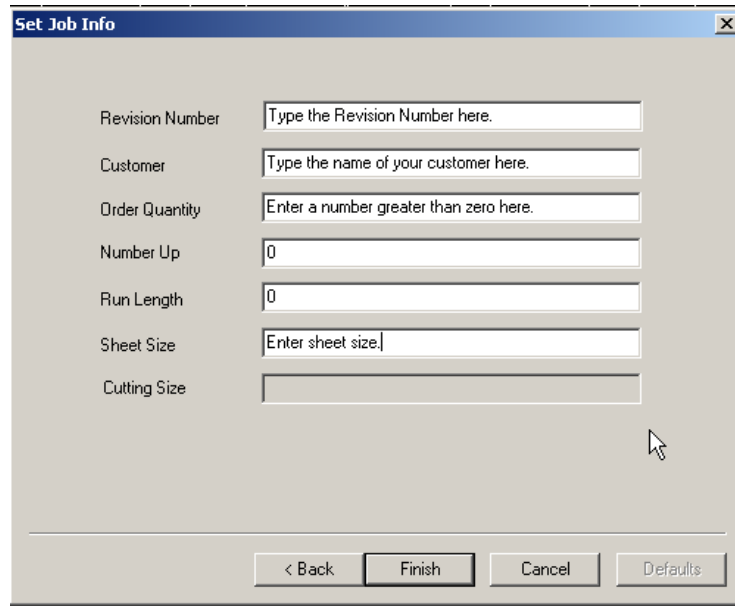 Set Job Info
Revision Number Type the Revision Number here.
Customer Type the name of your customer here.
Order Quantity Enter a number greater than zero here.
Number Up 0
Run Length 0
Sheet Size Enter sheet size.
Cutting Size
< Back Finish Cancel Defaults